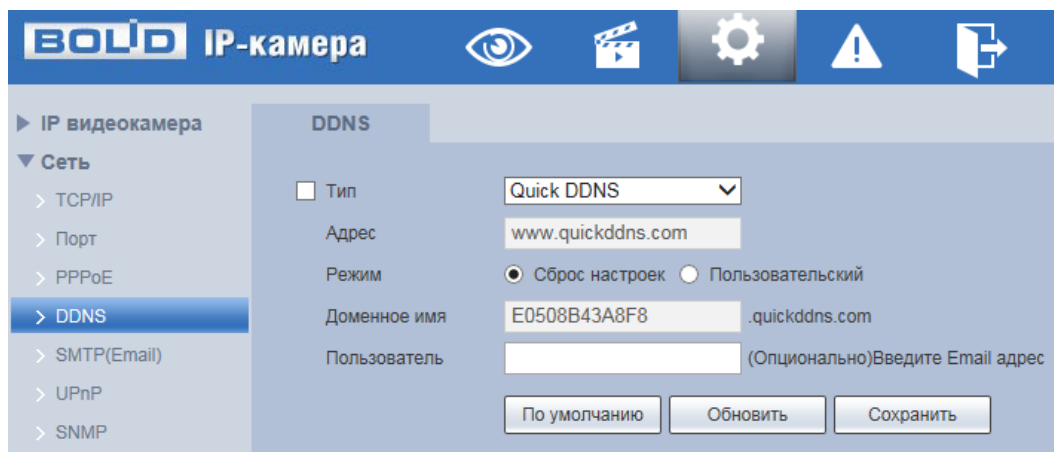 BOLID IP-камера
IP видеокамера
Сеть
TCP/IP
Порт
PPPoE
DDNS
SMTP(Email)
UPnP
SNMP
DDNS
Тип Quick DDNS
Адрес www.quickddns.com
Режим Сброс настроек Пользовательский
Доменное имя E0508B43A8F8 .quickddns.com
Пользователь (Опционально)Введите Email адрес
По умолчанию Обновить Сохранить